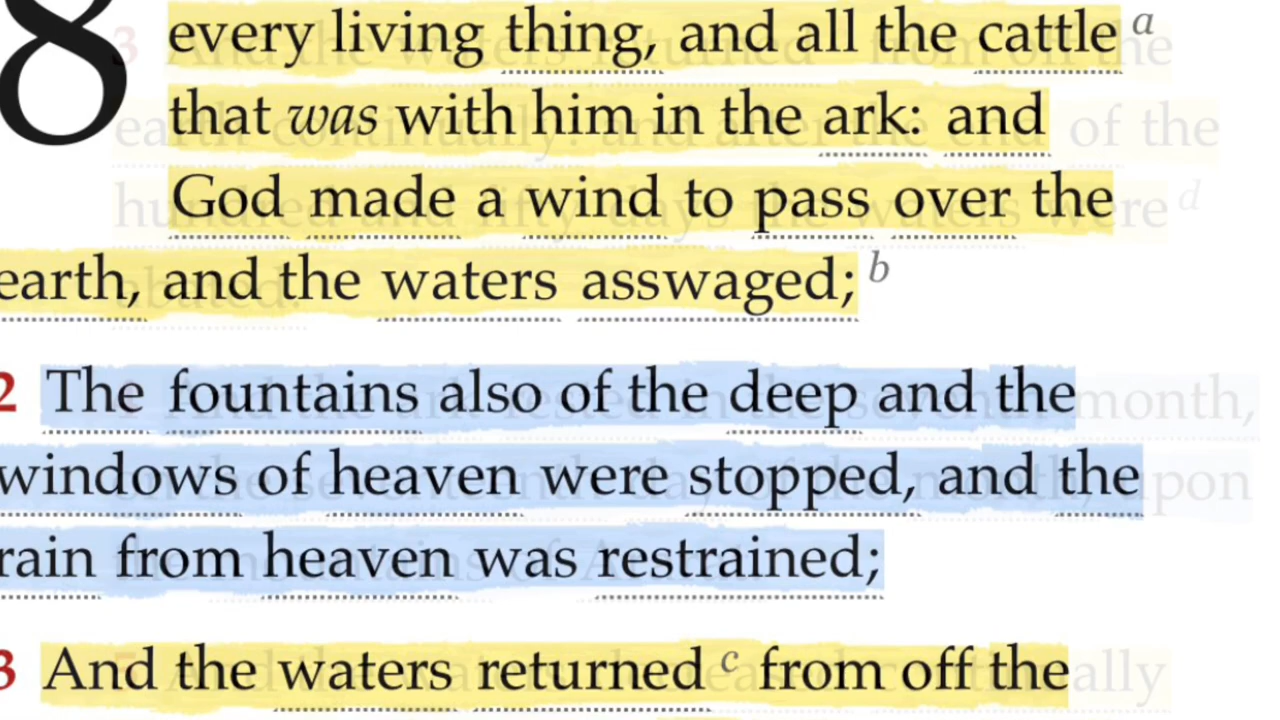 8 every living thing, and all the cattle a
that was with him in the ark: and
God made a wind to pass over the
earth, and the waters asswaged; b
2 The fountains also of the deep and the
windows of heaven were stopped, and the
rain from heaven was restrained;
3 And the waters returned c from off the